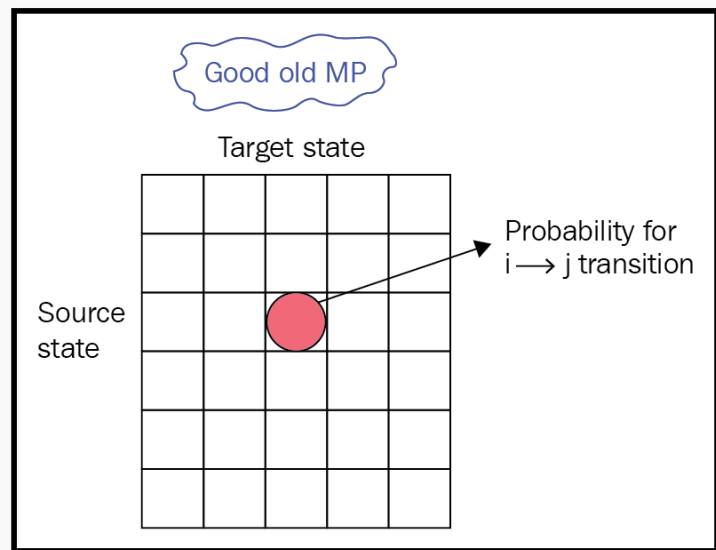 Good old MP
Target state
Probability for
i ⟶ j transition
Source
state